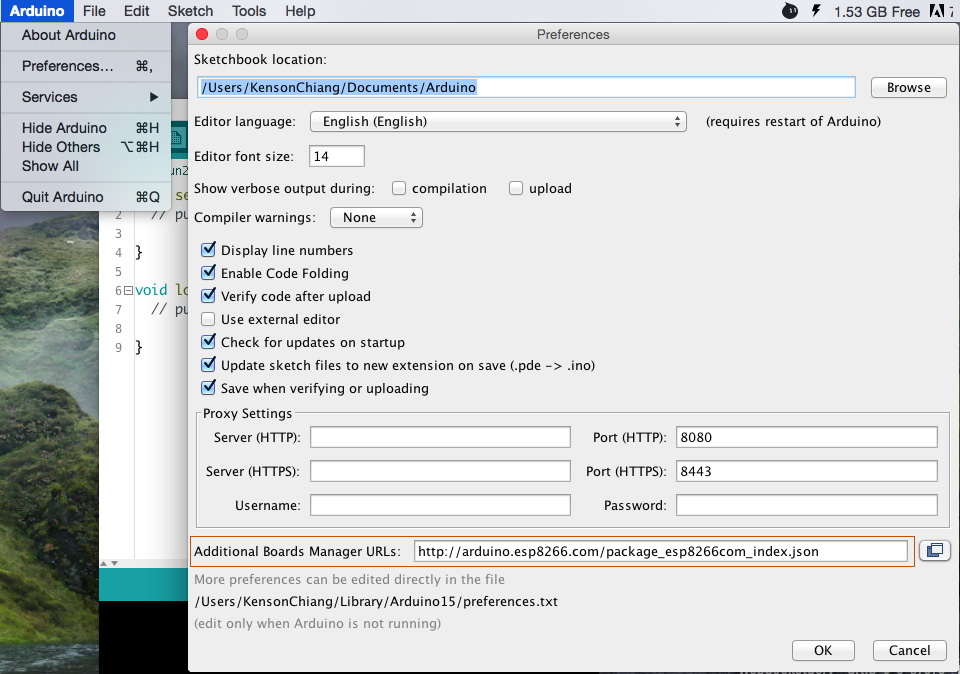 Arduino File Edit Sketch Tools Help 1.53 GB Free 7
About Arduino
Preferences... ⌘,
Services ▶
Hide Arduino ⌘H
Hide Others ⌥⌘H
Show All
Quit Arduino ⌘Q
2 // pu
3
4 }
5
6 void lo
7 // pu
8
9 }
Preferences
Sketchbook location:
/Users/KensonChiang/Documents/Arduino Browse
Editor language: English (English) (requires restart of Arduino)
Editor font size: 14
Show verbose output during: compilation upload
Compiler warnings: None
Display line numbers
Enable Code Folding
Verify code after upload
Use external editor
Check for updates on startup
Update sketch files to new extension on save (.pde -> .ino)
Save when verifying or uploading
Proxy Settings
Server (HTTP): Port (HTTP): 8080
Server (HTTPS): Port (HTTPS): 8443
Username: Password:
Additional Boards Manager URLs: http://arduino.esp8266.com/package_esp8266com_index.json
More preferences can be edited directly in the file
/Users/KensonChiang/Library/Arduino15/preferences.txt
(edit only when Arduino is not running)
OK Cancel